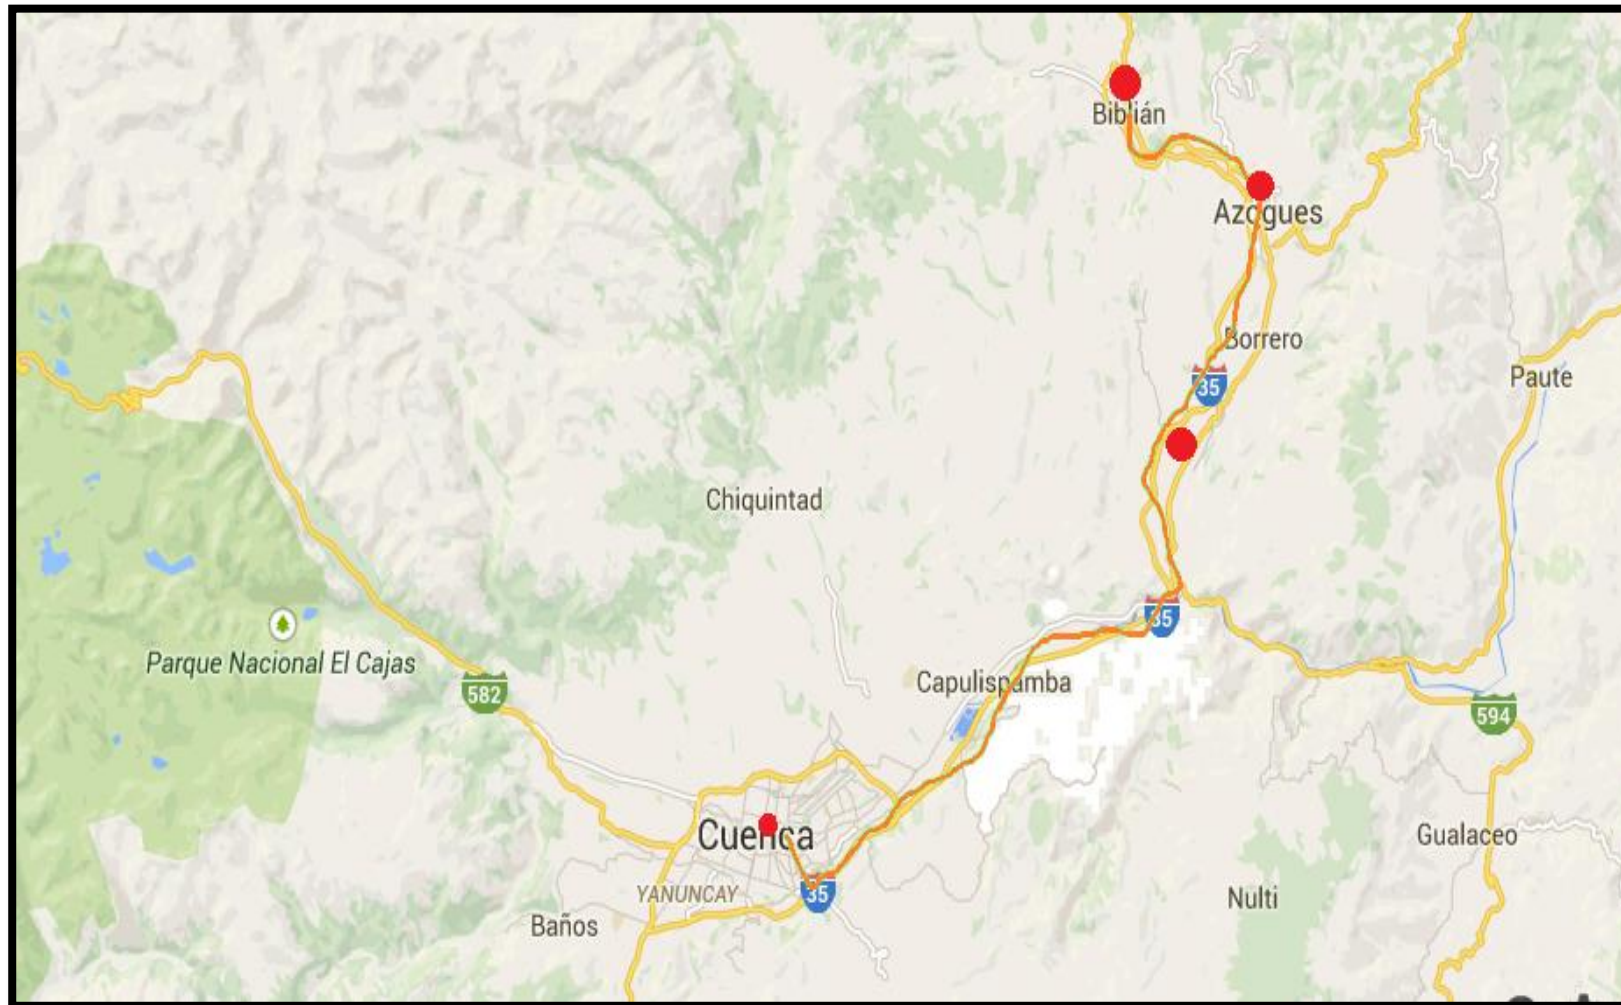 Biblián
Azogues
Borrero
35
Paute
Chiquintad
35
Parque Nacional El Cajas
582
Capulispamba
594
Cuenca
Gualaceo
YANUNCAY
35
Nulti
Baños